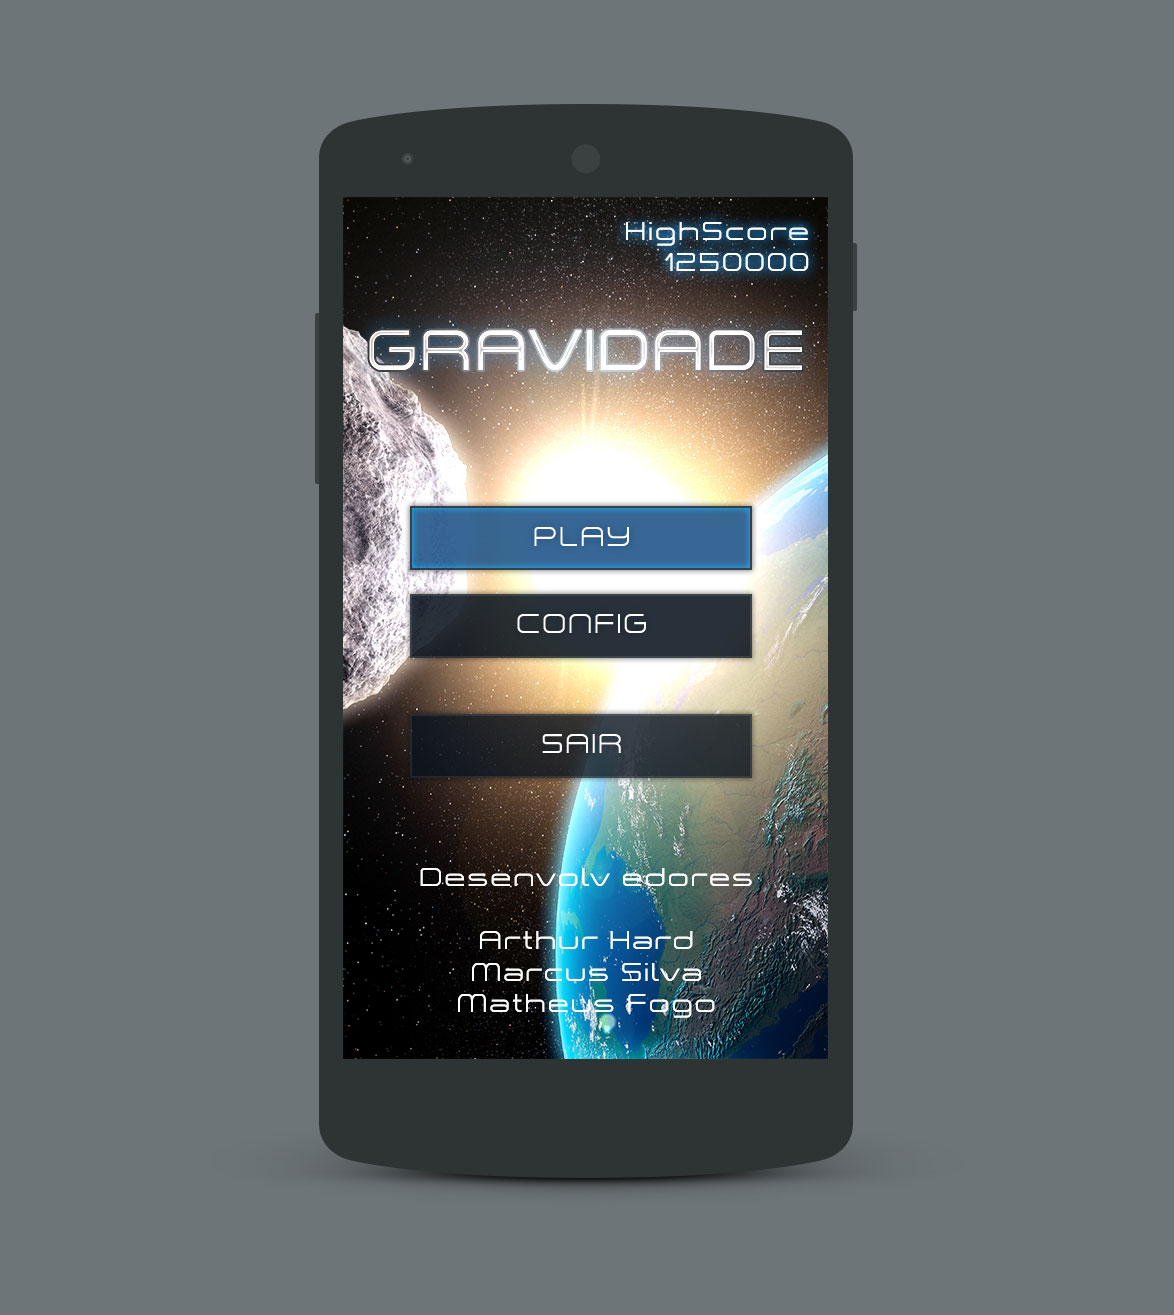 HighScore
1250000
GRAVIDADE
PLAY
CONFIG
SAIR
Desenvolv edores
Arthur Hard
Marcus Silva
Matheus Fogo